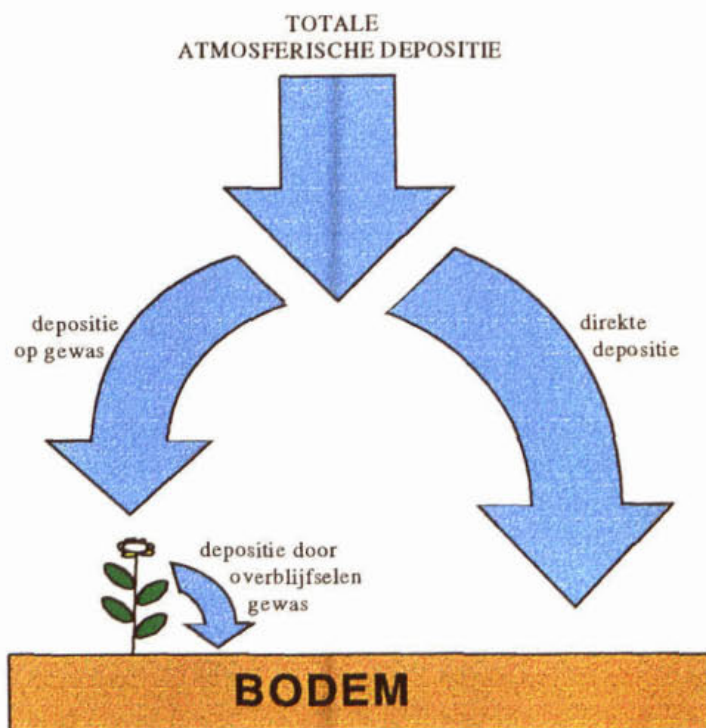 TOTALE
ATMOSFERISCHE DEPOSITIE
depositie
op gewas
direkte
depositie
depositie door
overblijfselen
gewas
BODEM